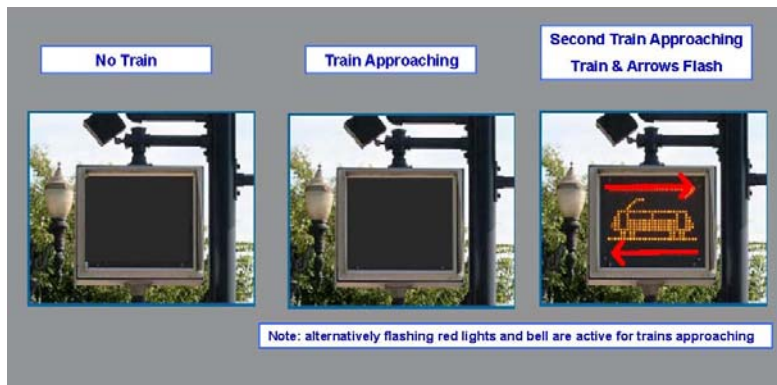 No Train
Train Approaching
Second Train Approaching
Train & Arrows Flash
Note: alternatively flashing red lights and bell are active for trains approaching